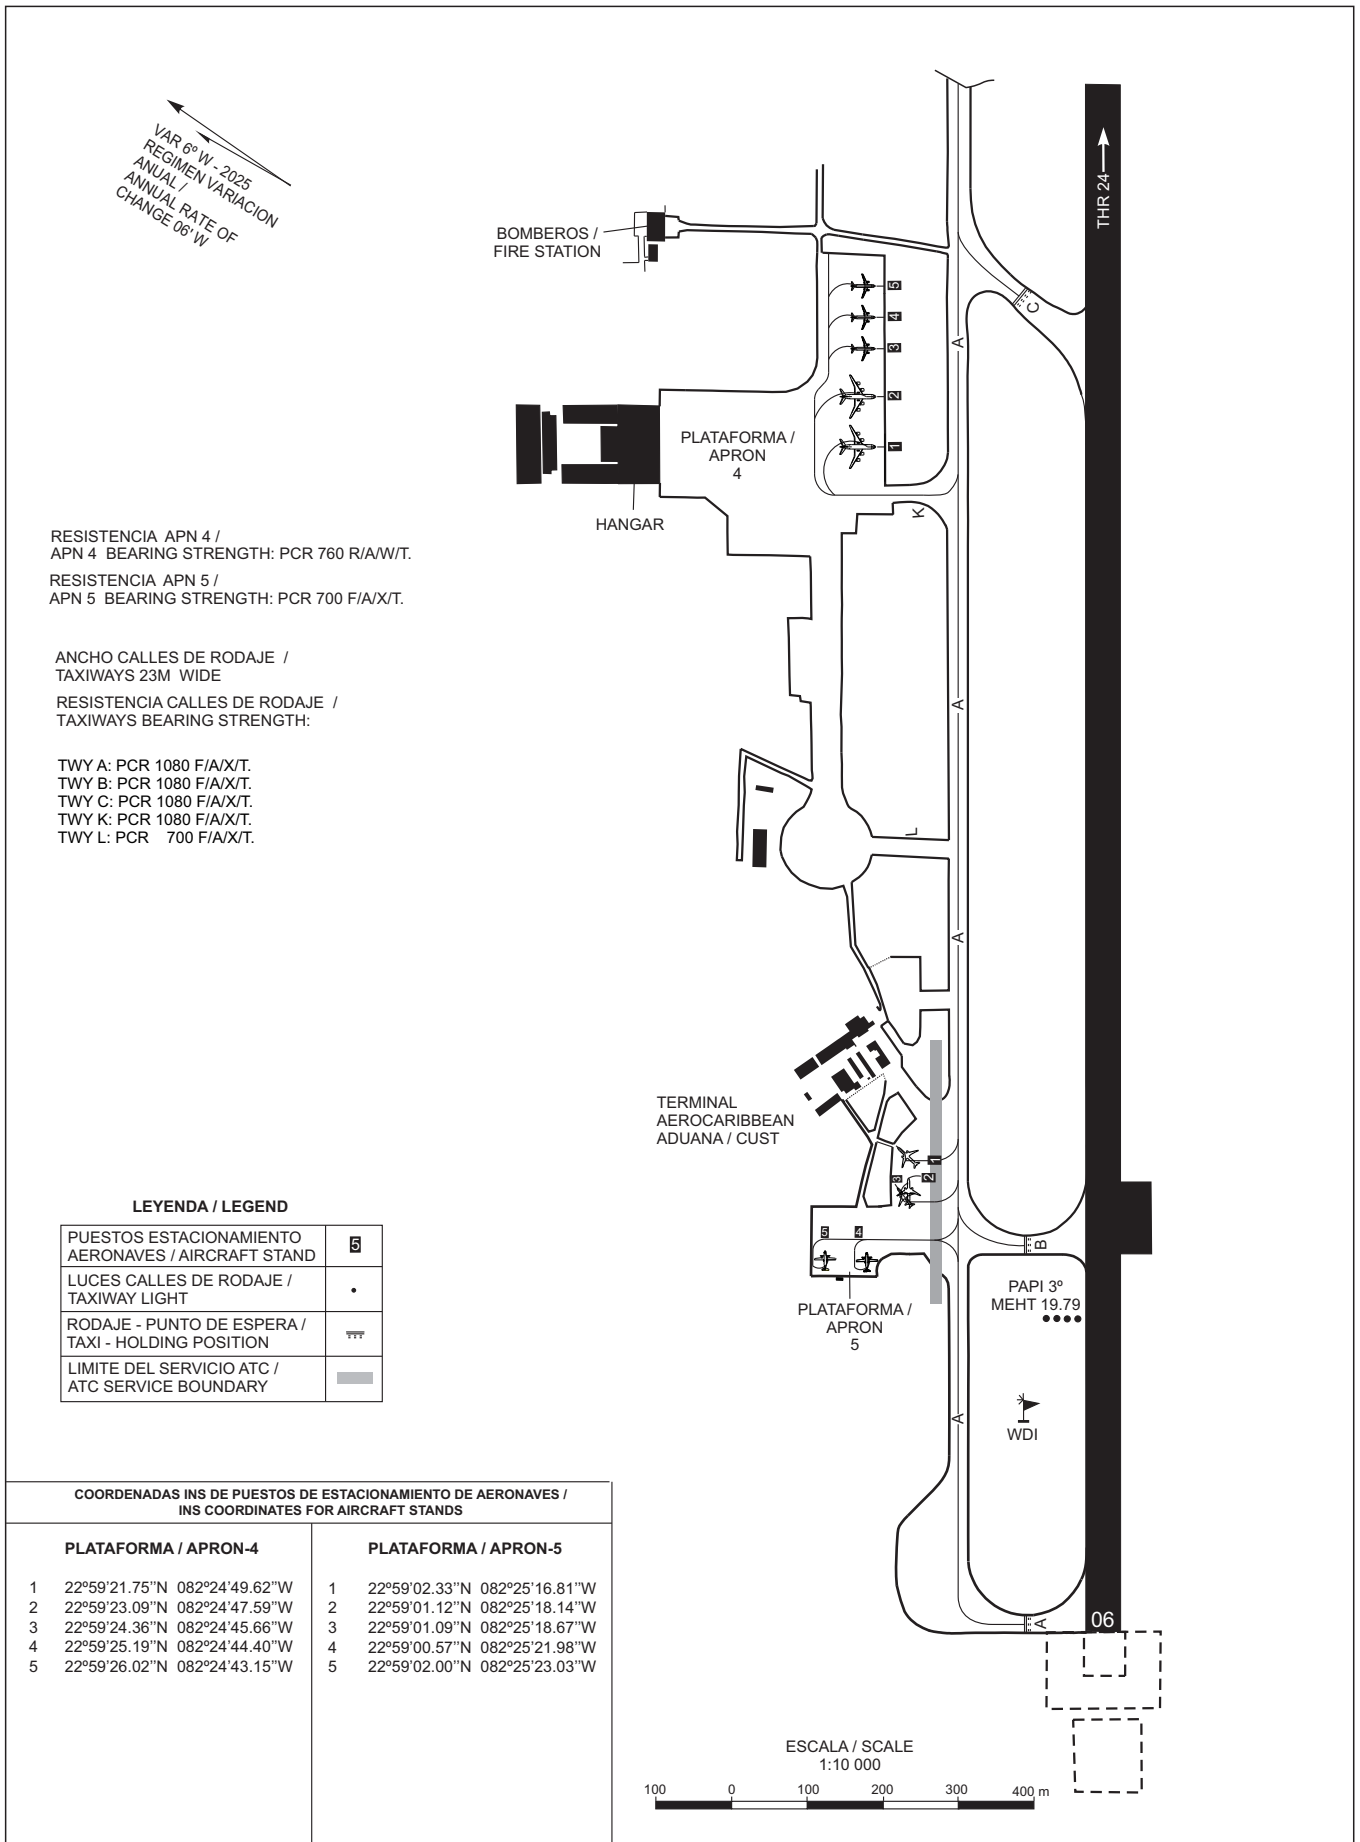 VAR 6º W - 2025
REGIMEN VARIACION
ANUAL /
ANNUAL RATE OF
CHANGE 06' W
THR 24
BOMBEROS /
FIRE STATION
5
4
3
2
1
C
A
PLATAFORMA /
APRON
4
HANGAR
K
RESISTENCIA APN 4 /
APN 4 BEARING STRENGTH: PCR 760 R/A/W/T.
RESISTENCIA APN 5 /
APN 5 BEARING STRENGTH: PCR 700 F/A/X/T.
ANCHO CALLES DE RODAJE /
TAXIWAYS 23M WIDE
RESISTENCIA CALLES DE RODAJE /
TAXIWAYS BEARING STRENGTH:
TWY A: PCR 1080 F/A/X/T.
TWY B: PCR 1080 F/A/X/T.
TWY C: PCR 1080 F/A/X/T.
TWY K: PCR 1080 F/A/X/T.
TWY L: PCR 700 F/A/X/T.
A
L
A
TERMINAL
AEROCARIBBEAN
ADUANA / CUST
1
2
3
5
4
B
PLATAFORMA /
APRON
5
PAPI 3º
MEHT 19.79
A
WDI
A
06
LEYENDA / LEGEND
PUESTOS ESTACIONAMIENTO
AERONAVES / AIRCRAFT STAND
5
LUCES CALLES DE RODAJE /
TAXIWAY LIGHT
RODAJE - PUNTO DE ESPERA /
TAXI - HOLDING POSITION
LIMITE DEL SERVICIO ATC /
ATC SERVICE BOUNDARY
COORDENADAS INS DE PUESTOS DE ESTACIONAMIENTO DE AERONAVES /
INS COORDINATES FOR AIRCRAFT STANDS
PLATAFORMA / APRON-4
1 22º59'21.75''N 082º24'49.62''W
2 22º59'23.09''N 082º24'47.59''W
3 22º59'24.36''N 082º24'45.66''W
4 22º59'25.19''N 082º24'44.40''W
5 22º59'26.02''N 082º24'43.15''W
PLATAFORMA / APRON-5
1 22º59'02.33''N 082º25'16.81''W
2 22º59'01.12''N 082º25'18.14''W
3 22º59'01.09''N 082º25'18.67''W
4 22º59'00.57''N 082º25'21.98''W
5 22º59'02.00''N 082º25'23.03''W
ESCALA / SCALE
1:10 000
100 0 100 200 300 400 m